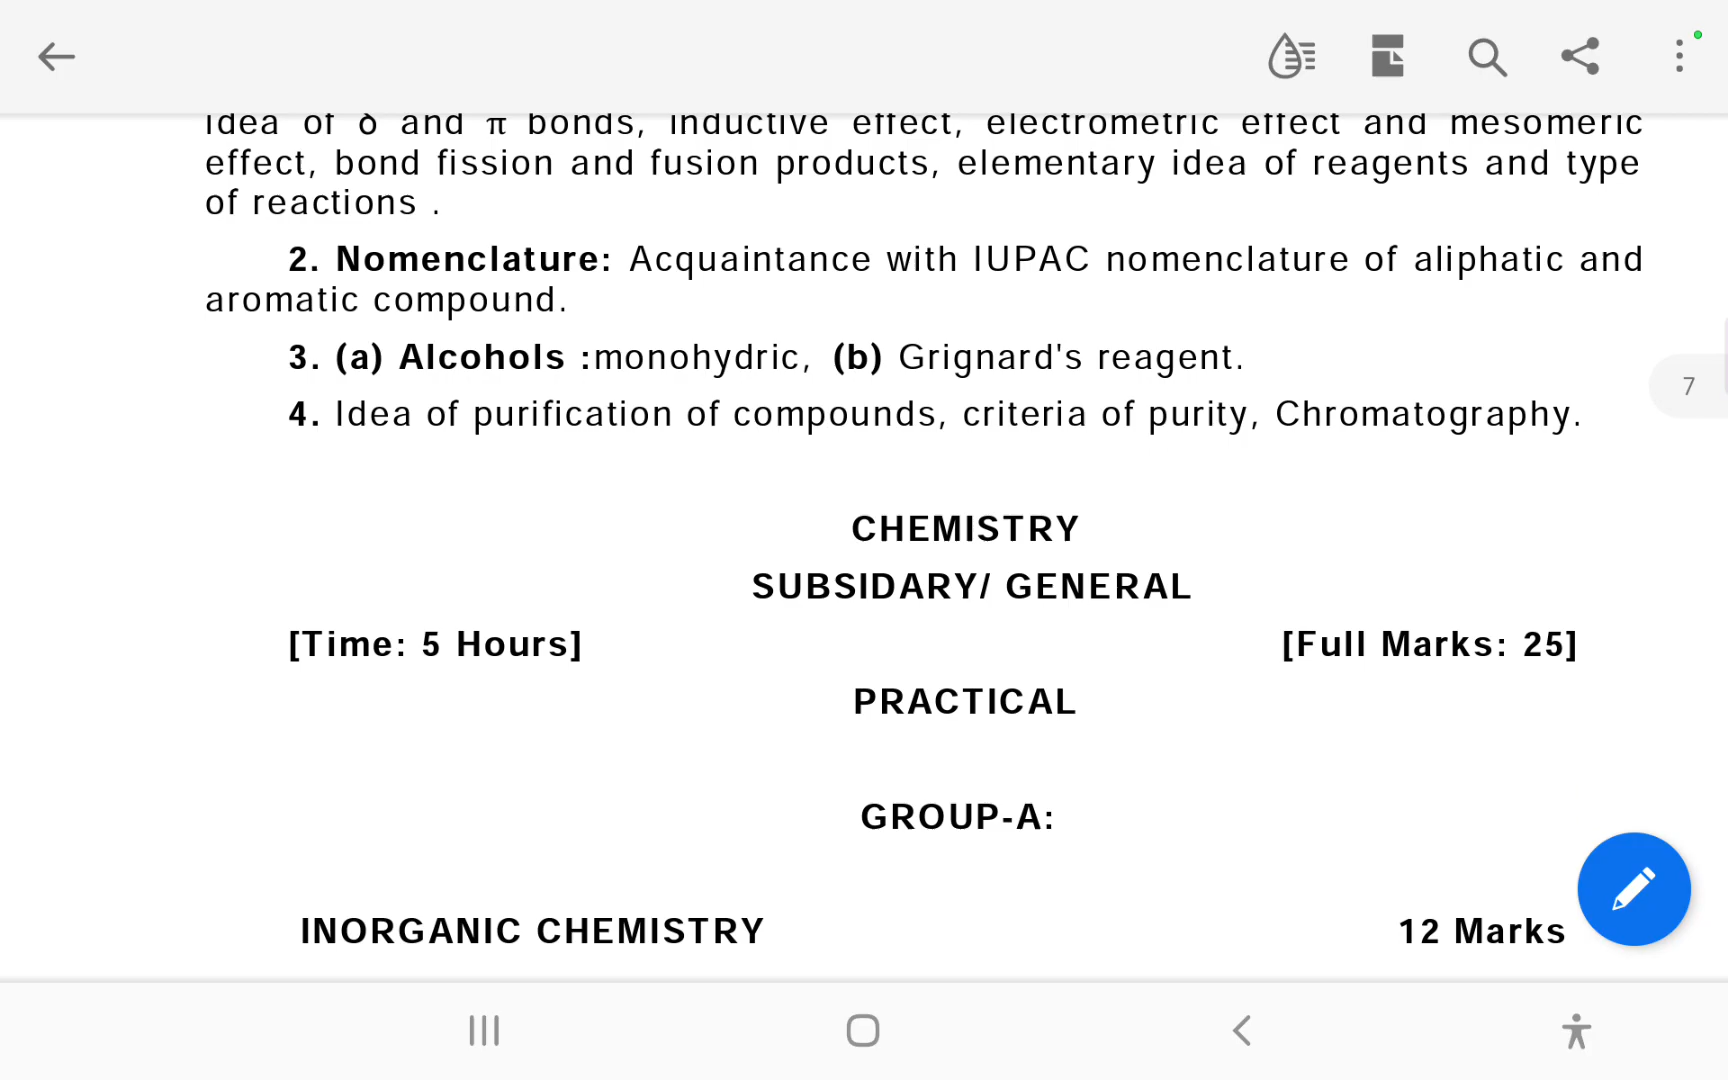 Idea of δ and π bonds, inductive effect, electrometric effect and mesomeric
effect, bond fission and fusion products, elementary idea of reagents and type
of reactions .
2. Nomenclature: Acquaintance with IUPAC nomenclature of aliphatic and
aromatic compound.
3. (a) Alcohols :monohydric, (b) Grignard's reagent.
7
4. Idea of purification of compounds, criteria of purity, Chromatography.
CHEMISTRY
SUBSIDARY/ GENERAL
[Time: 5 Hours] [Full Marks: 25]
PRACTICAL
GROUP-A:
INORGANIC CHEMISTRY 12 Marks